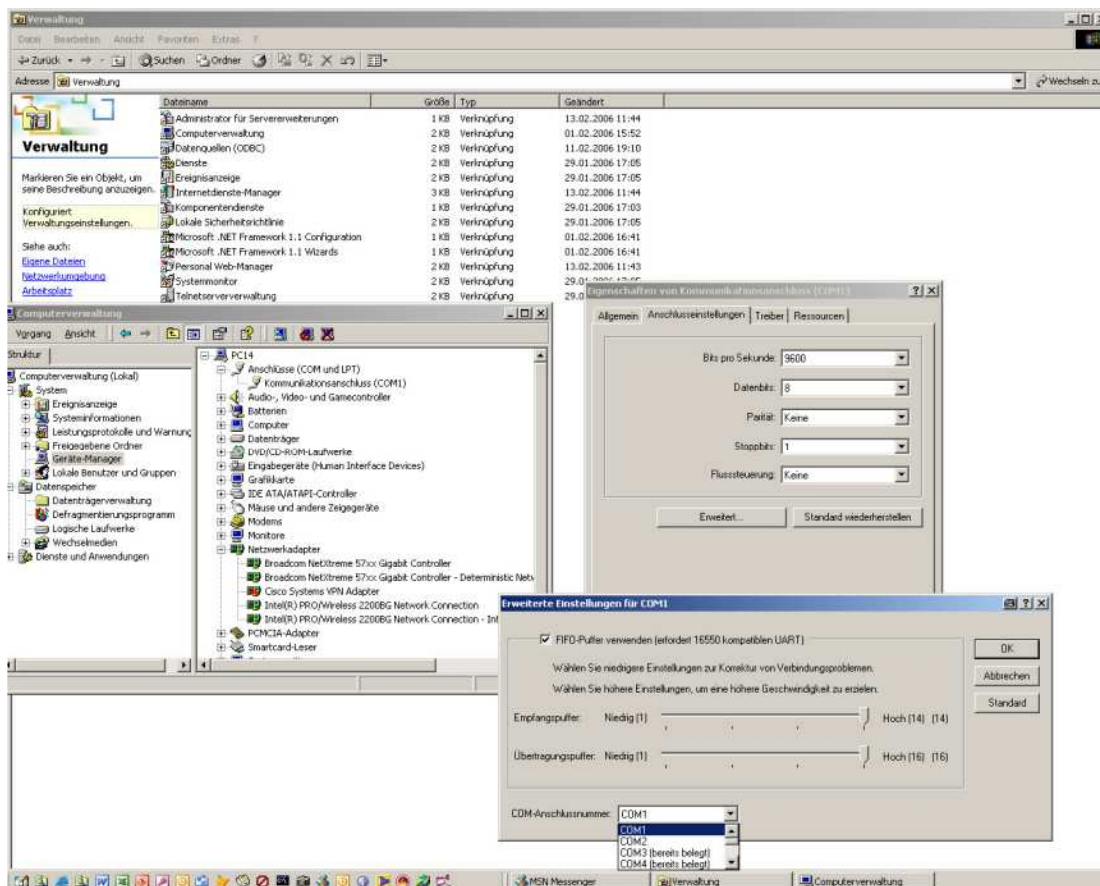 Verwaltung
Datei Bearbeiten Ansicht Favoriten Extras ?
Zurück Suchen Ordner
Adresse Verwaltung Wechseln zu
Dateiname Größe Typ Geändert
Administrator für Servererweiterungen 1 KB Verknüpfung 13.02.2006 11:44
Computerverwaltung 2 KB Verknüpfung 01.02.2006 15:52
Datenquellen (ODBC) 2 KB Verknüpfung 11.02.2006 19:10
Dienste 2 KB Verknüpfung 29.01.2006 17:05
Ereignisanzeige 2 KB Verknüpfung 29.01.2006 17:05
Internetdienste-Manager 3 KB Verknüpfung 13.02.2006 11:44
Komponentendienste 1 KB Verknüpfung 29.01.2006 17:03
Lokale Sicherheitsrichtlinie 2 KB Verknüpfung 29.01.2006 17:05
Microsoft .NET Framework 1.1 Configuration 1 KB Verknüpfung 01.02.2006 16:41
Microsoft .NET Framework 1.1 Wizards 1 KB Verknüpfung 01.02.2006 16:41
Personal Web-Manager 2 KB Verknüpfung 13.02.2006 11:43
Systemmonitor 2 KB Verknüpfung
Telnetserververwaltung 2 KB Verknüpfung 29.0
Verwaltung
Markieren Sie ein Objekt, um
seine Beschreibung anzuzeigen.
Konfiguriert
Verwaltungseinstellungen.
Siehe auch:
Eigene Dateien
Netzwerkumgebung
Arbeitsplatz
Computerverwaltung
Vorgang Ansicht
Struktur
Computerverwaltung (Lokal)
System
Ereignisanzeige
Systeminformationen
Leistungsprotokolle und Warnung
Freigegebene Ordner
Geräte-Manager
Lokale Benutzer und Gruppen
Datenspeicher
Datenträgerverwaltung
Defragmentierungsprogramm
Logische Laufwerke
Wechselmedien
Dienste und Anwendungen
PC14
Anschlüsse (COM und LPT)
Kommunikationsanschluss (COM1)
Audio-, Video- und Gamecontroller
Batterien
Computer
Datenträger
DVD/CD-ROM-Laufwerke
Eingabegeräte (Human Interface Devices)
Grafikkarte
IDE ATA/ATAPI-Controller
Mäuse und andere Zeigegeräte
Modems
Monitore
Netzwerkadapter
Broadcom NetXtreme 57xx Gigabit Controller
Broadcom NetXtreme 57xx Gigabit Controller - Deterministic Netw
Cisco Systems VPN Adapter
Intel(R) PRO/Wireless 2200BG Network Connection
Intel(R) PRO/Wireless 2200BG Network Connection - Int
PCMCIA-Adapter
Smartcard-Leser
Eigenschaften von Kommunikationsanschluss (COM1)
Allgemein Anschlusseinstellungen Treiber Ressourcen
Bits pro Sekunde: 9600
Datenbits: 8
Parität: Keine
Stoppbits: 1
Flusssteuerung: Keine
Erweitert... Standard wiederherstellen
Erweiterte Einstellungen für COM1
FIFO-Puffer verwenden (erfordert 16550 kompatiblen UART)
Wählen Sie niedrigere Einstellungen zur Korrektur von Verbindungsproblemen.
Wählen Sie höhere Einstellungen, um eine höhere Geschwindigkeit zu erzielen.
Empfangspuffer: Niedrig (1) Hoch (14) (14)
Übertragungspuffer: Niedrig (1) Hoch (16) (16)
OK
Abbrechen
Standard
COM-Anschlussnummer: COM1
COM1
COM2
COM3 (bereits belegt)
COM4 (bereits belegt)
MSN Messenger Verwaltung Computerverwaltung